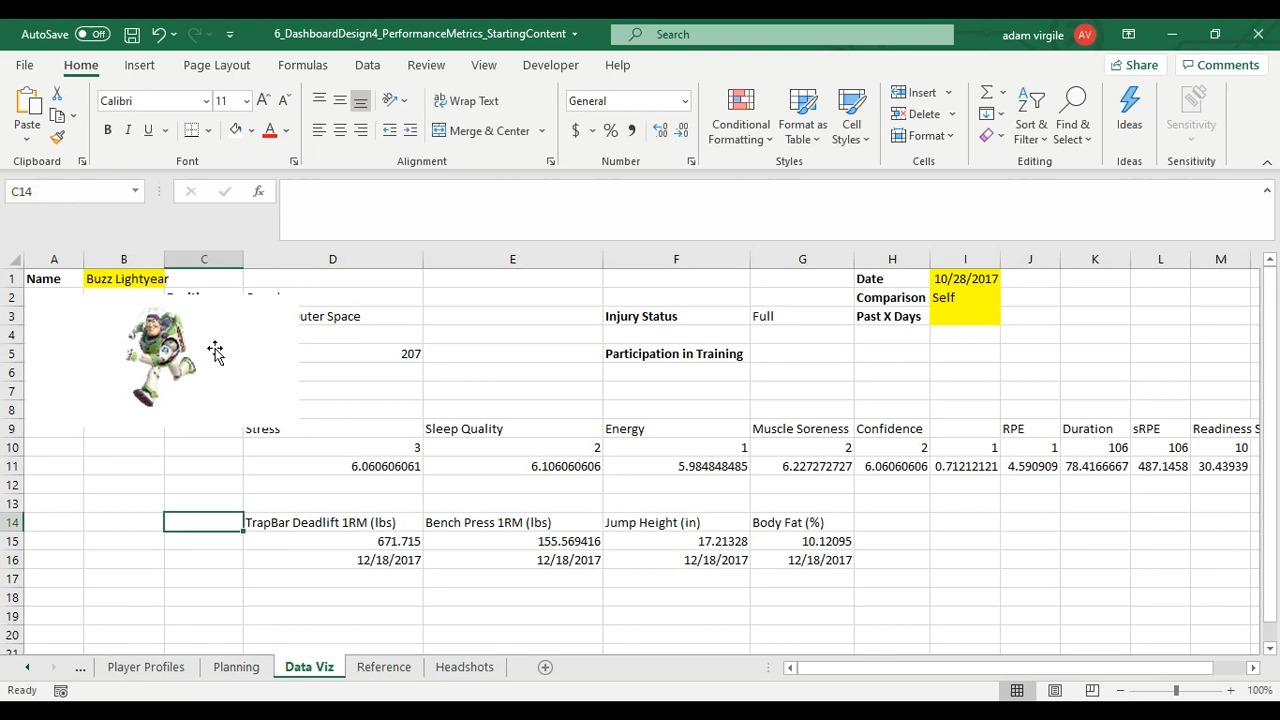 AutoSave Off 6_DashboardDesign4_PerformanceMetrics_StartingContent Search adam virgile AV
File Home Insert Page Layout Formulas Data Review View Developer Help Share Comments
Paste Calibri 11 Wrap Text General Conditional Formatting Format as Table Cell Styles Insert Sort & Filter Find & Select Ideas Sensitivity
B I U Merge & Center $ % Delete Format
Clipboard Font Alignment Number Styles Cells Editing Ideas Sensitivity
C14 fx
A B C D E F G H I J K L M
1 Name Buzz Lightyear Date 10/28/2017
2 Comparison Self
3 uter Space Injury Status Full Past X Days
4
5 207 Participation in Training
6
7
8
9 Stress Sleep Quality Energy Muscle Soreness Confidence RPE Duration sRPE Readiness S
10 3 2 1 2 2 1 1 106 106 10
11 6.060606061 6.106060606 5.984848485 6.227272727 6.06060606 0.71212121 4.590909 78.4166667 487.1458 30.43939
12
13
14 TrapBar Deadlift 1RM (lbs) Bench Press 1RM (lbs) Jump Height (in) Body Fat (%)
15 671.715 155.569416 17.21328 10.12095
16 12/18/2017 12/18/2017 12/18/2017 12/18/2017
17
18
19
20
21
... Player Profiles Planning Data Viz Reference Headshots
Ready 100%